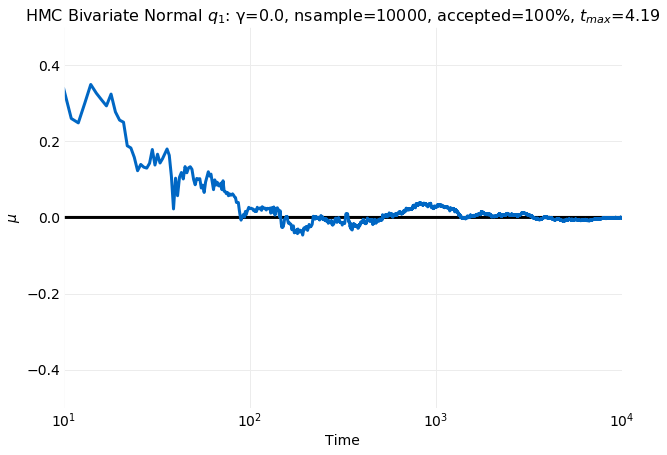 HMC Bivariate Normal q₁: γ=0.0, nsample=10000, accepted=100%, tₘₐₓ=4.19
0.4
0.2
0.0
−0.2
−0.4
μ
10¹ 10² 10³ 10⁴
Time